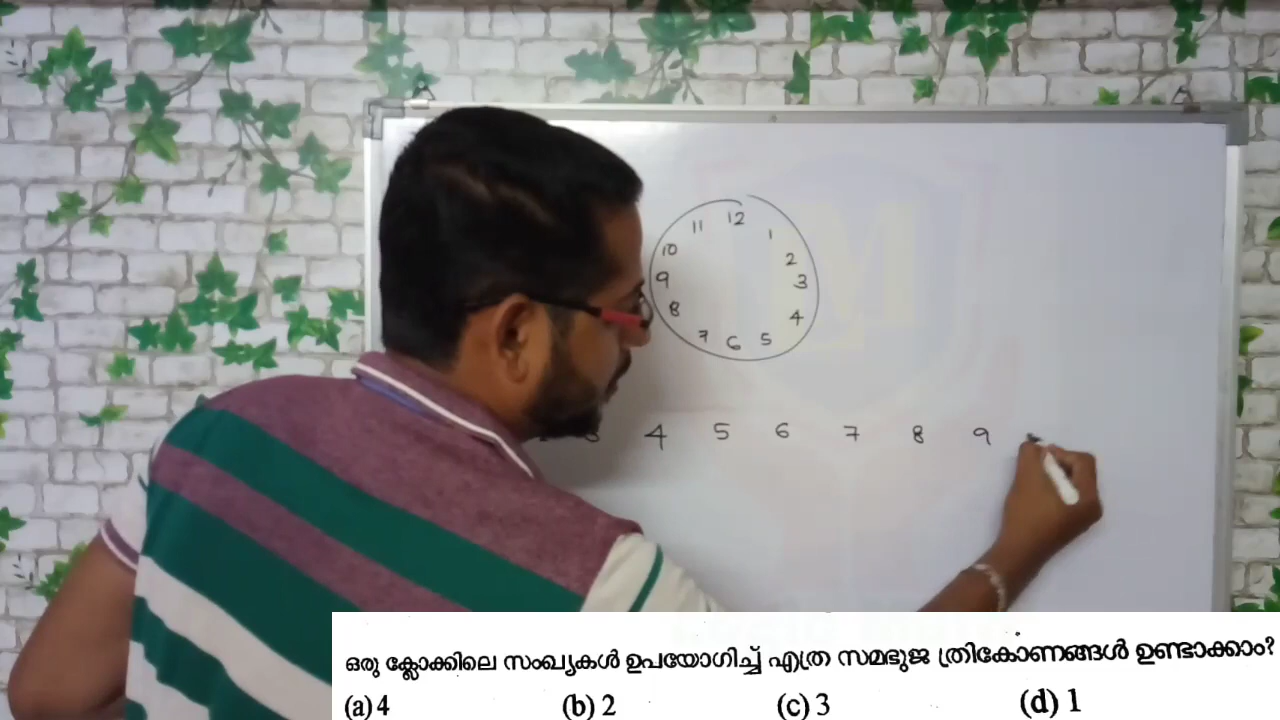 11 12 1
10 2
9 3
8 4
7 6 5
4 5 6 7 8 9
ഒരു ക്ലോക്കിലെ സംഖ്യകൾ ഉപയോഗിച്ച് എത്ര സമഭുജ ത്രികോണങ്ങൾ ഉണ്ടാക്കാം?
(a) 4 (b) 2 (c) 3 (d) 1